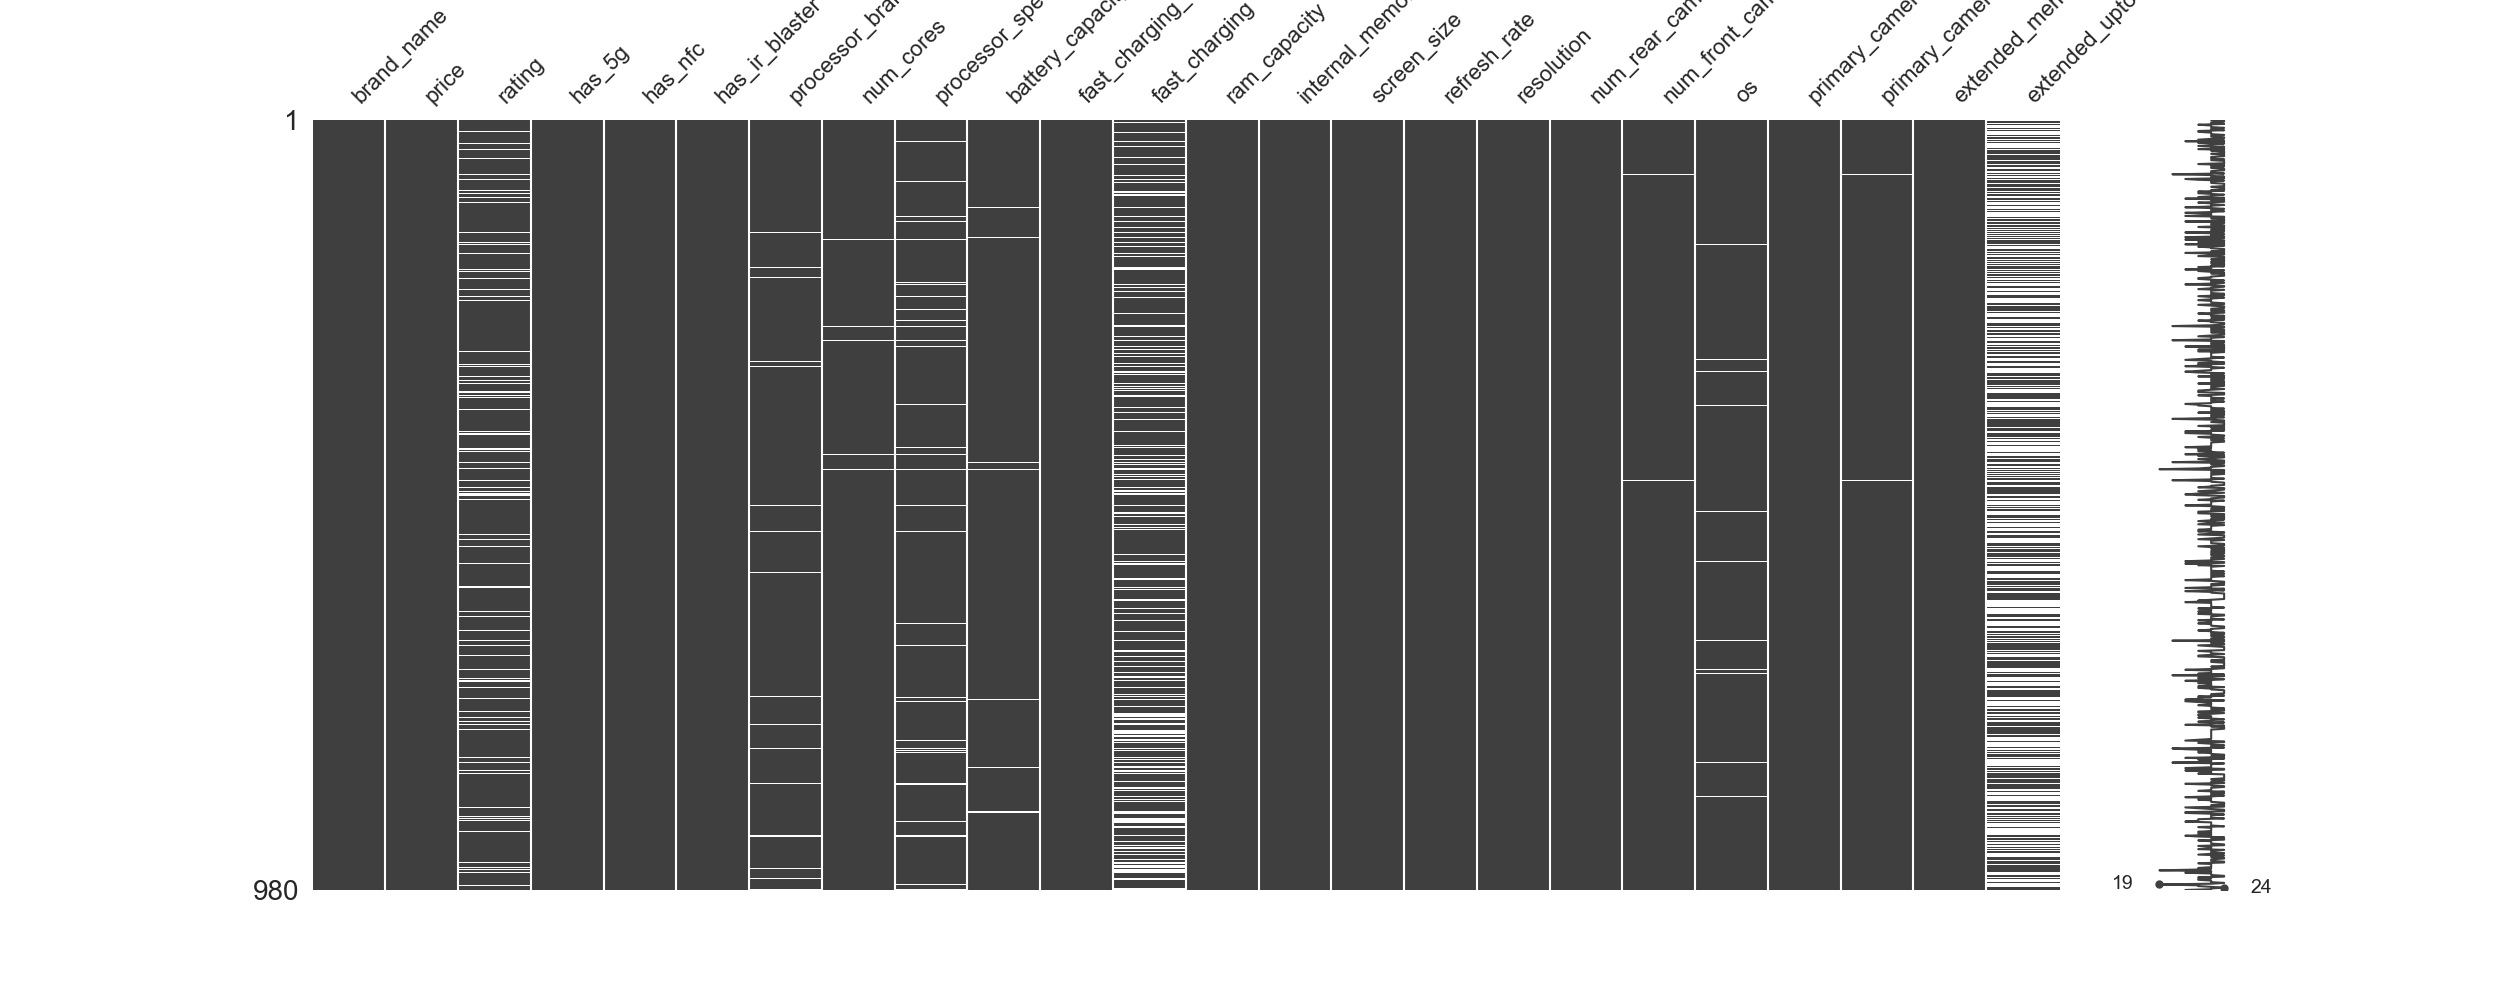 brand_name
price
rating
has_5g
has_nfc
has_ir_blaster
processor_bran
num_cores
processor_spe
battery_capaci
fast_charging_
fast_charging
ram_capacity
internal_memo
screen_size
refresh_rate
resolution
num_rear_cam
num_front_cam
os
primary_camer
primary_camer
extended_mem
extended_upto
1
980
19
24